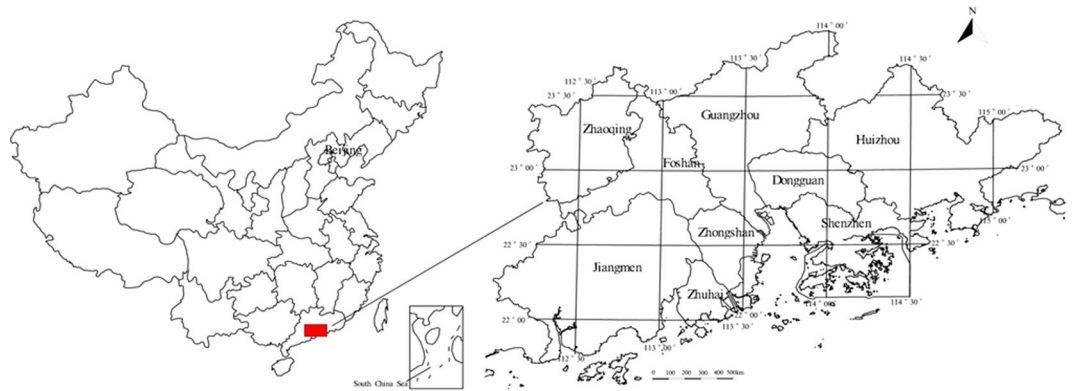 N
114°00′
113°30′
114°30′
112°30′
23°30′
113°00′
23°30′
115°00′
Guangzhou
Zhaoqing
Huizhou
Beijing
Foshan
23°00′
23°00′
Dongguan
115°00′
Shenzhen
Zhongshan
22°30′
22°30′
Jiangmen
Zhuhai
114°00′
114°30′
22°00′
22°00′
113°30′
113°00′
112°30′
0 100 200 300 400 500km
South China Sea